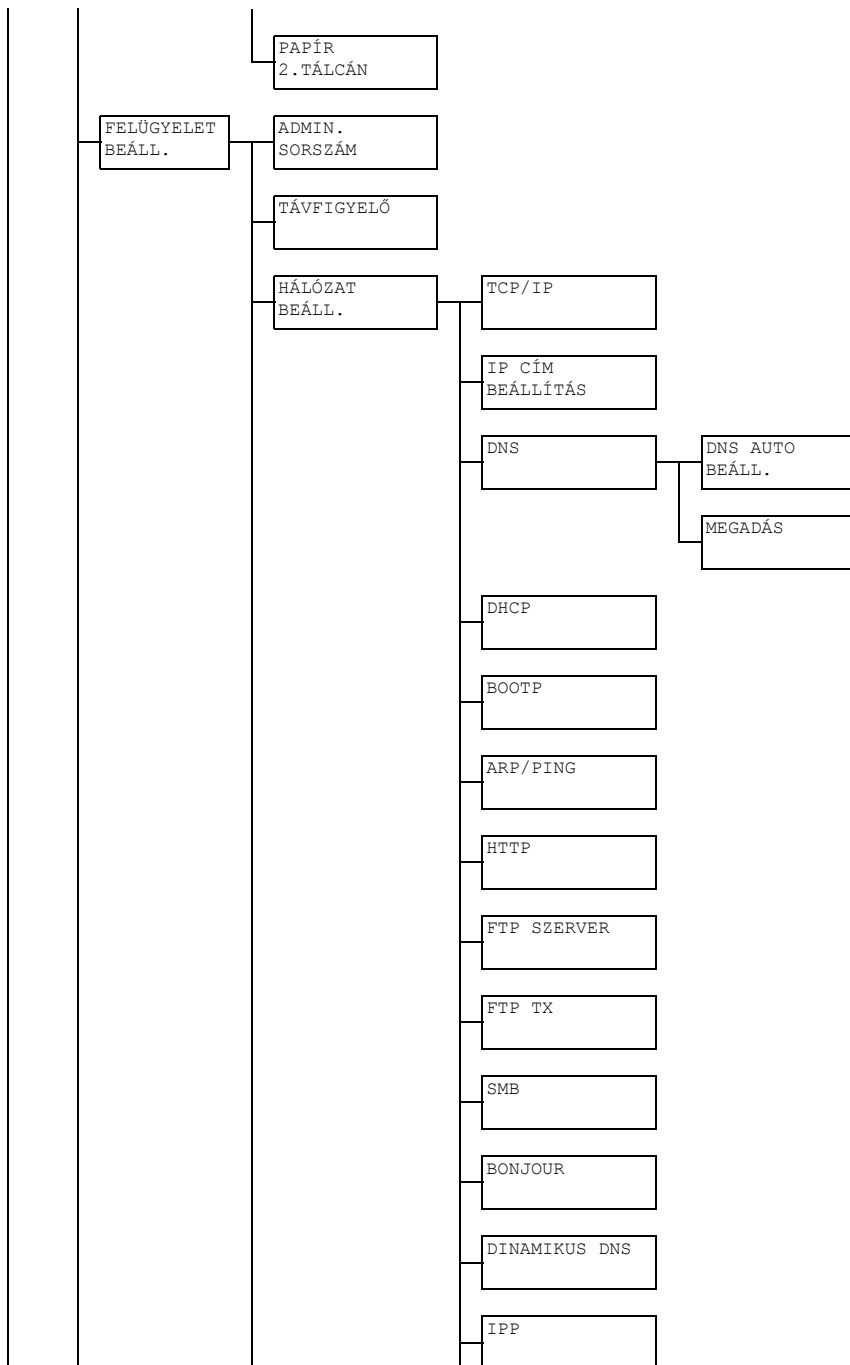 PAPÍR
2.TÁLCÁN
FELÜGYELET
BEÁLL.
ADMIN.
SORSZÁM
TÁVFIGYELŐ
HÁLÓZAT
BEÁLL.
TCP/IP
IP CÍM
BEÁLLÍTÁS
DNS
DNS AUTO
BEÁLL.
MEGADÁS
DHCP
BOOTP
ARP/PING
HTTP
FTP SZERVER
FTP TX
SMB
BONJOUR
DINAMIKUS DNS
IPP